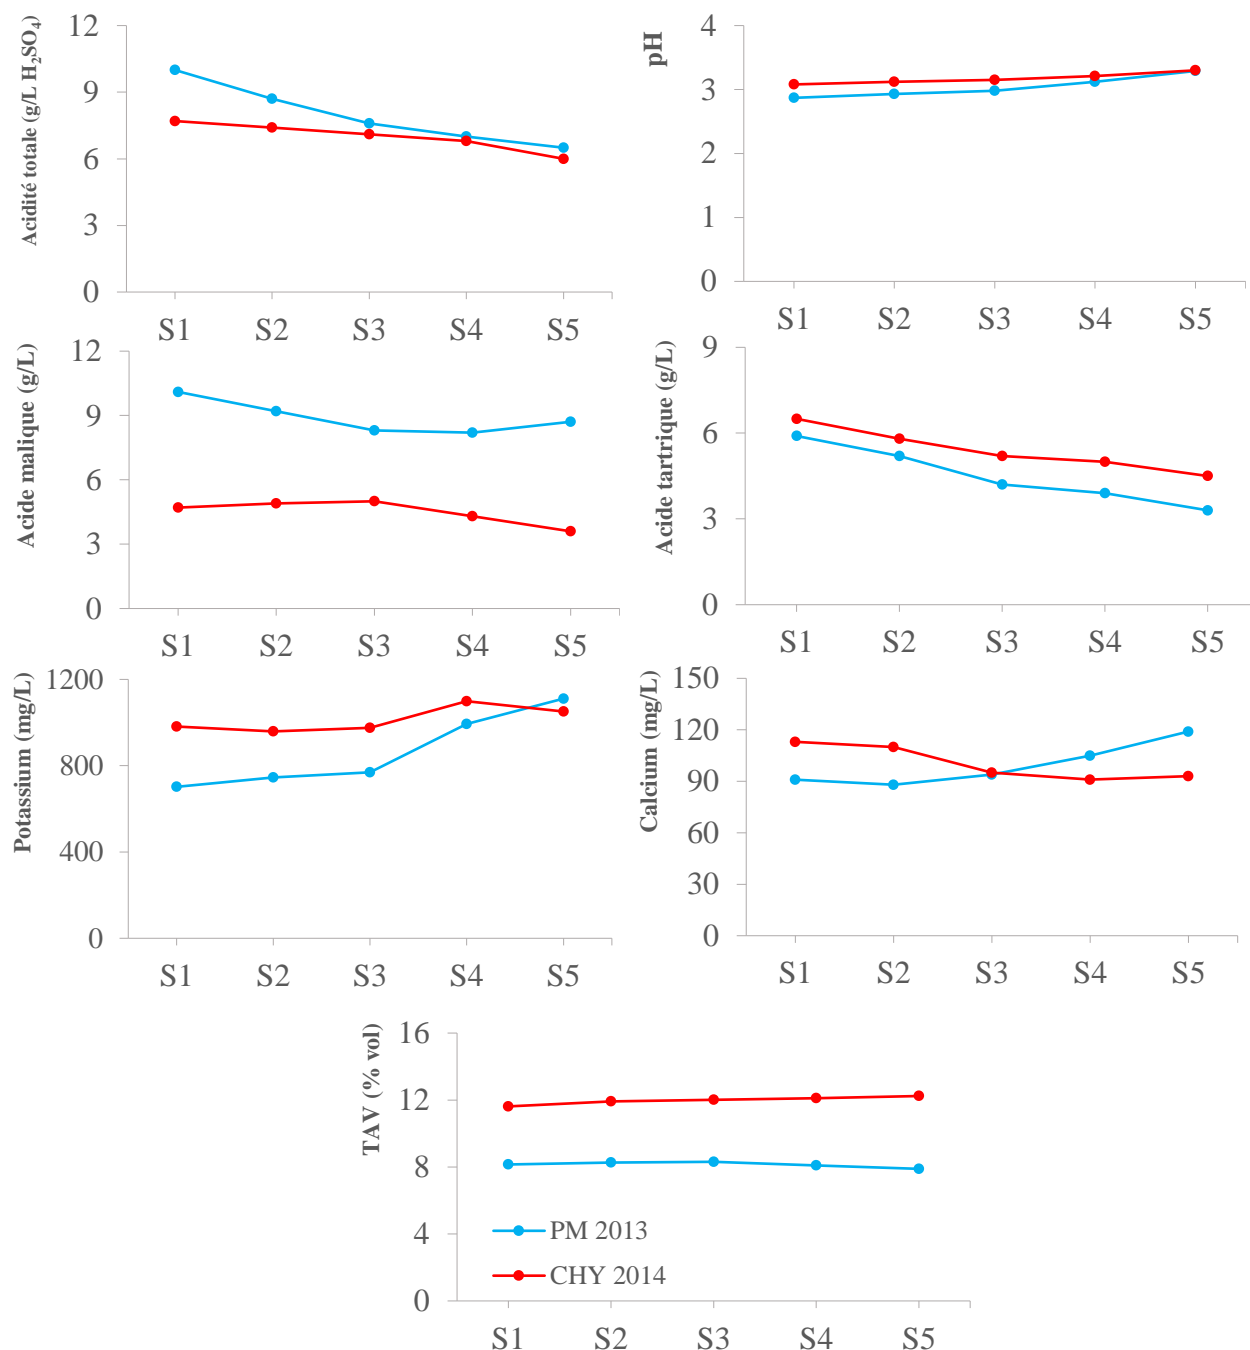 Acidité totale (g/L H₂SO₄)
12
9
6
3
0
S1 S2 S3 S4 S5
pH
4
3
2
1
0
S1 S2 S3 S4 S5
Acide malique (g/L)
12
9
6
3
0
S1 S2 S3 S4 S5
Acide tartrique (g/L)
9
6
3
0
S1 S2 S3 S4 S5
Potassium (mg/L)
1200
800
400
0
S1 S2 S3 S4 S5
Calcium (mg/L)
150
120
90
60
30
0
S1 S2 S3 S4 S5
TAV (% vol)
16
12
8
4
0
PM 2013
CHY 2014
S1 S2 S3 S4 S5